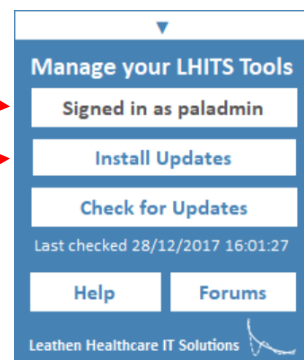 Manage your LHITS Tools
Signed in as paladmin
Install Updates
Check for Updates
Last checked 28/12/2017 16:01:27
Help Forums
Leathen Healthcare IT Solutions